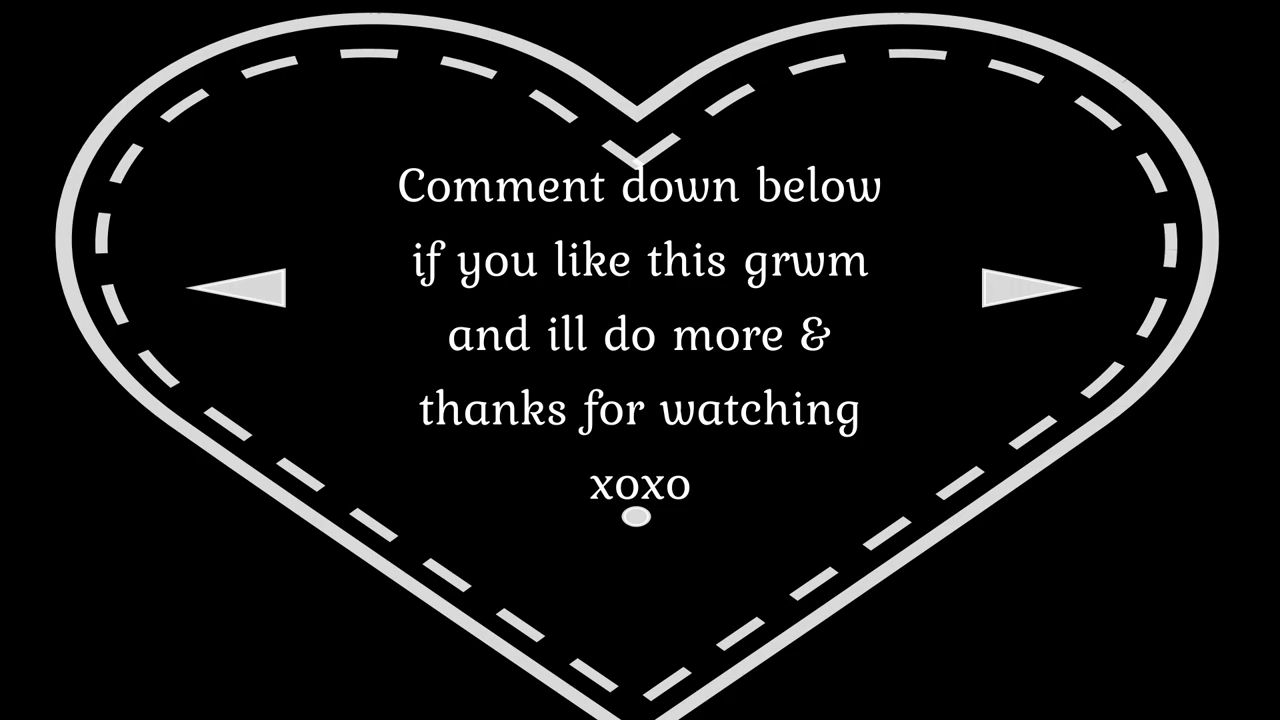 Comment down below
if you like this grwm
and ill do more &
thanks for watching
xoxo